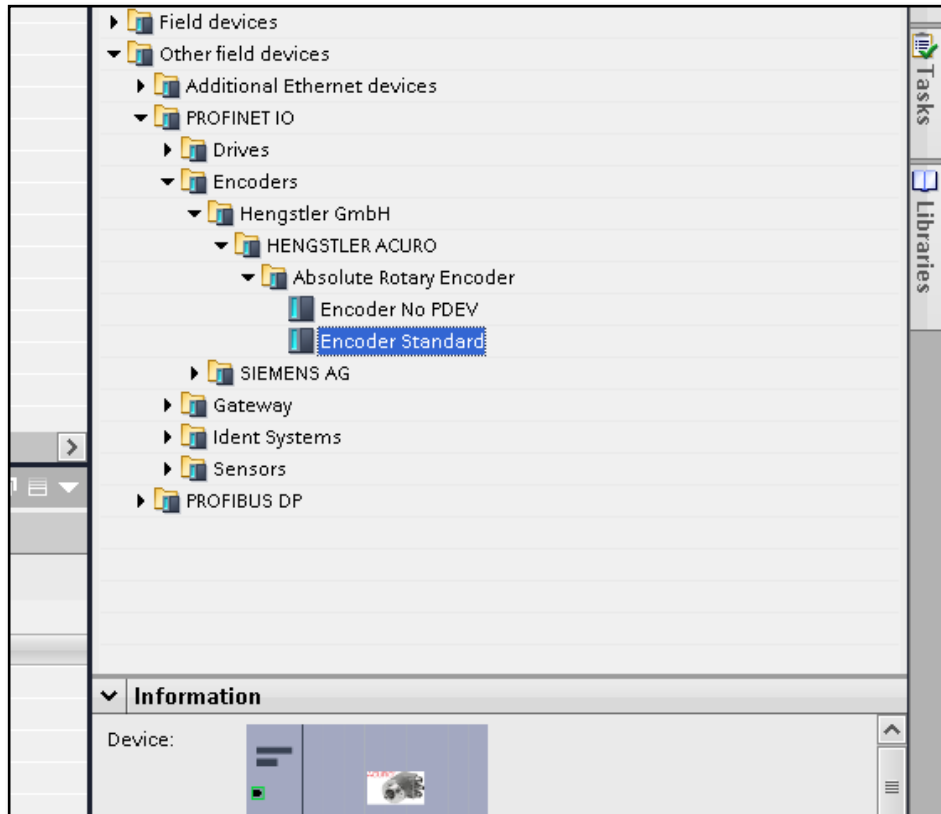 Field devices
Other field devices
Additional Ethernet devices
PROFINET IO
Drives
Encoders
Hengstler GmbH
HENGSTLER ACURO
Absolute Rotary Encoder
Encoder No PDEV
Encoder Standard
SIEMENS AG
Gateway
Ident Systems
Sensors
PROFIBUS DP
Information
Device:
Tasks
Libraries